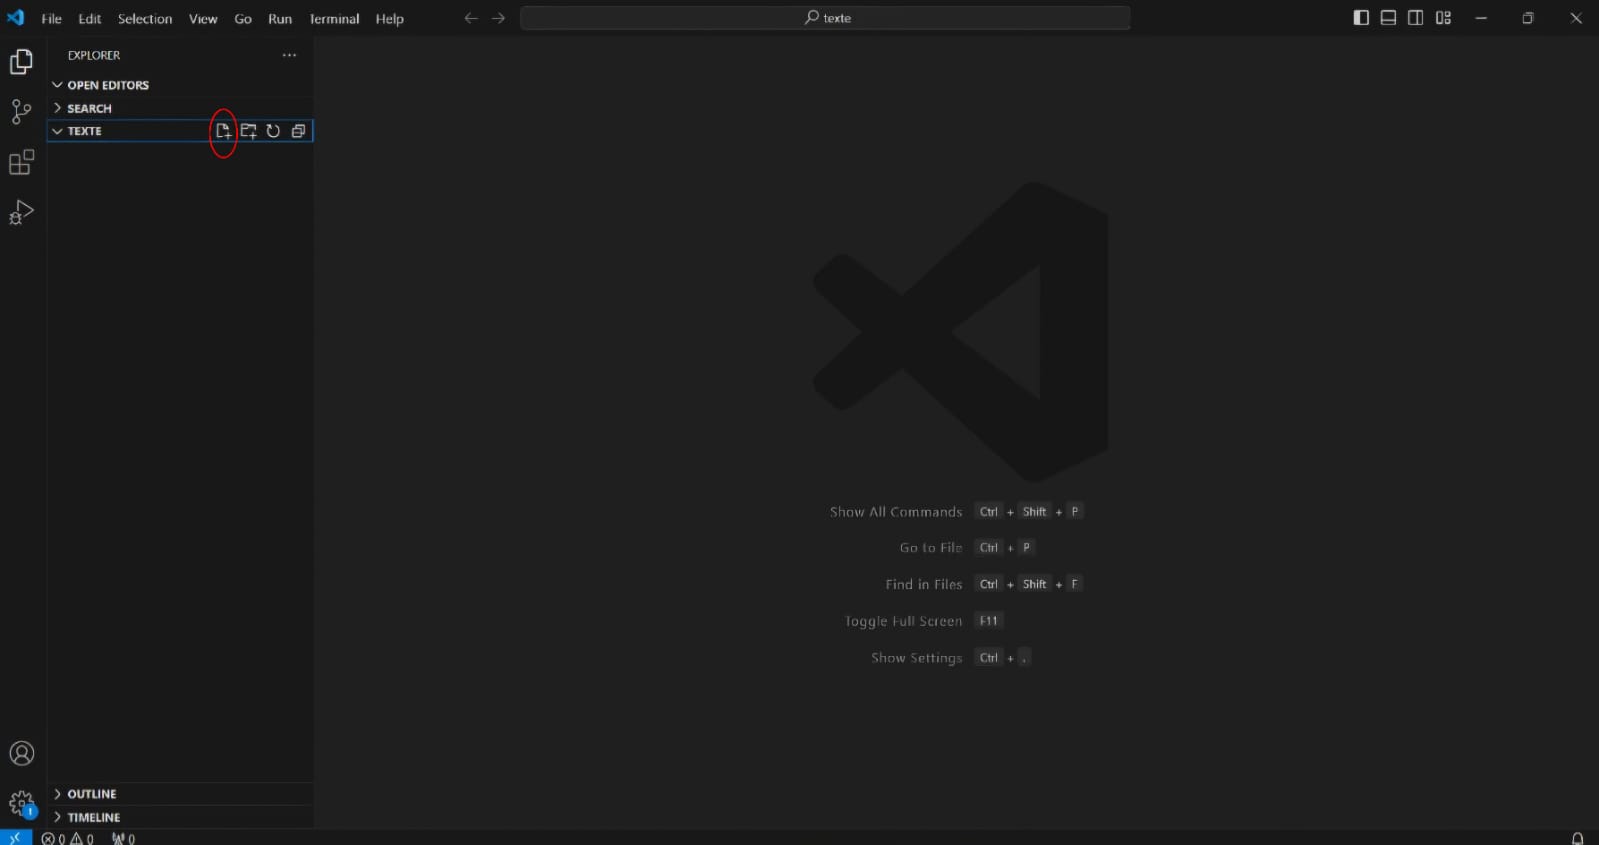 File Edit Selection View Go Run Terminal Help
texte
EXPLORER
OPEN EDITORS
SEARCH
TEXTE
Show All Commands Ctrl + Shift + P
Go to File Ctrl + P
Find in Files Ctrl + Shift + F
Toggle Full Screen F11
Show Settings Ctrl + ,
OUTLINE
1
TIMELINE
0 0 0